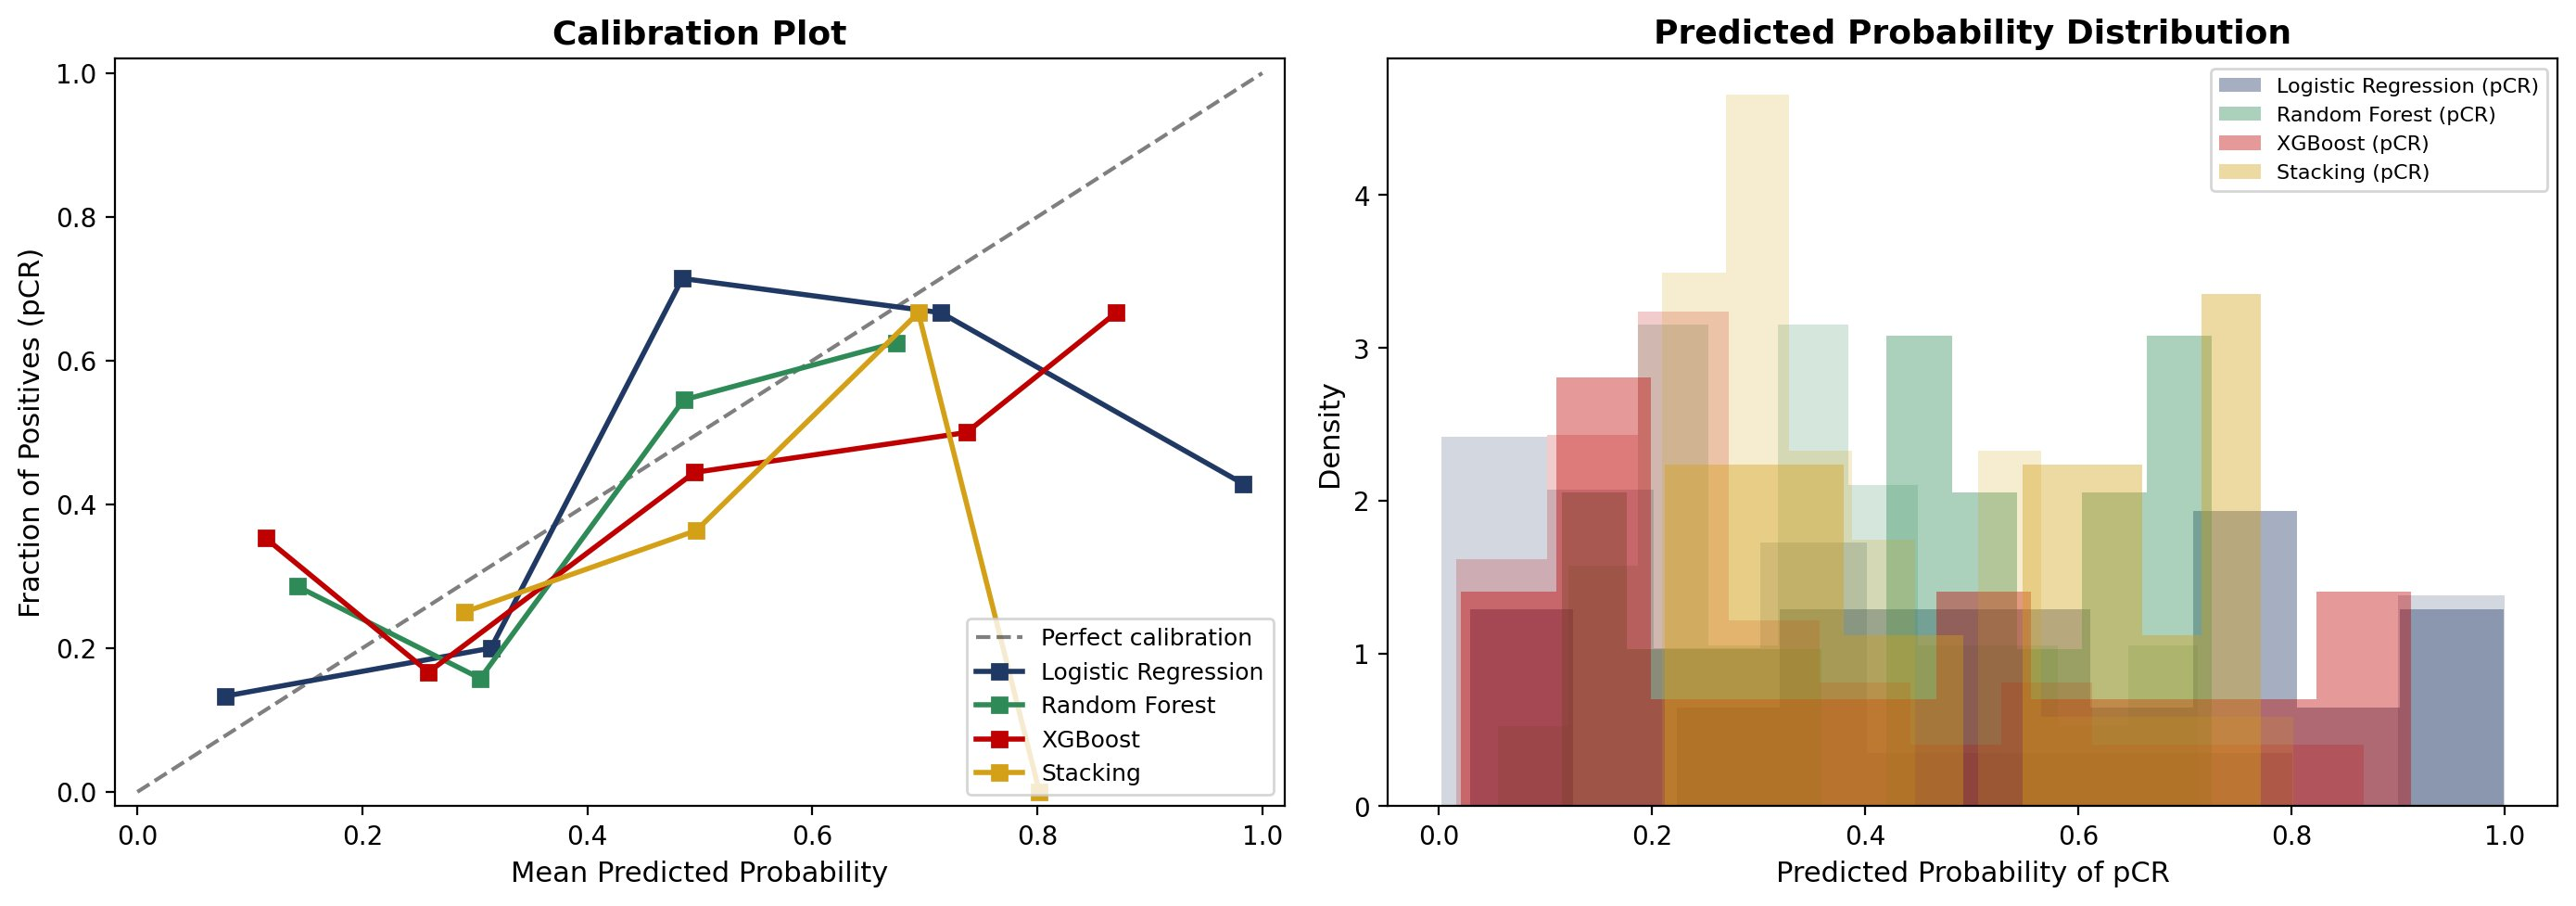 Calibration Plot
1.0
0.8
0.6
0.4
0.2
0.0
Fraction of Positives (pCR)
Perfect calibration
Logistic Regression
Random Forest
XGBoost
Stacking
0.0 0.2 0.4 0.6 0.8 1.0
Mean Predicted Probability
Predicted Probability Distribution
4
3
2
1
0
Density
Logistic Regression (pCR)
Random Forest (pCR)
XGBoost (pCR)
Stacking (pCR)
0.0 0.2 0.4 0.6 0.8 1.0
Predicted Probability of pCR